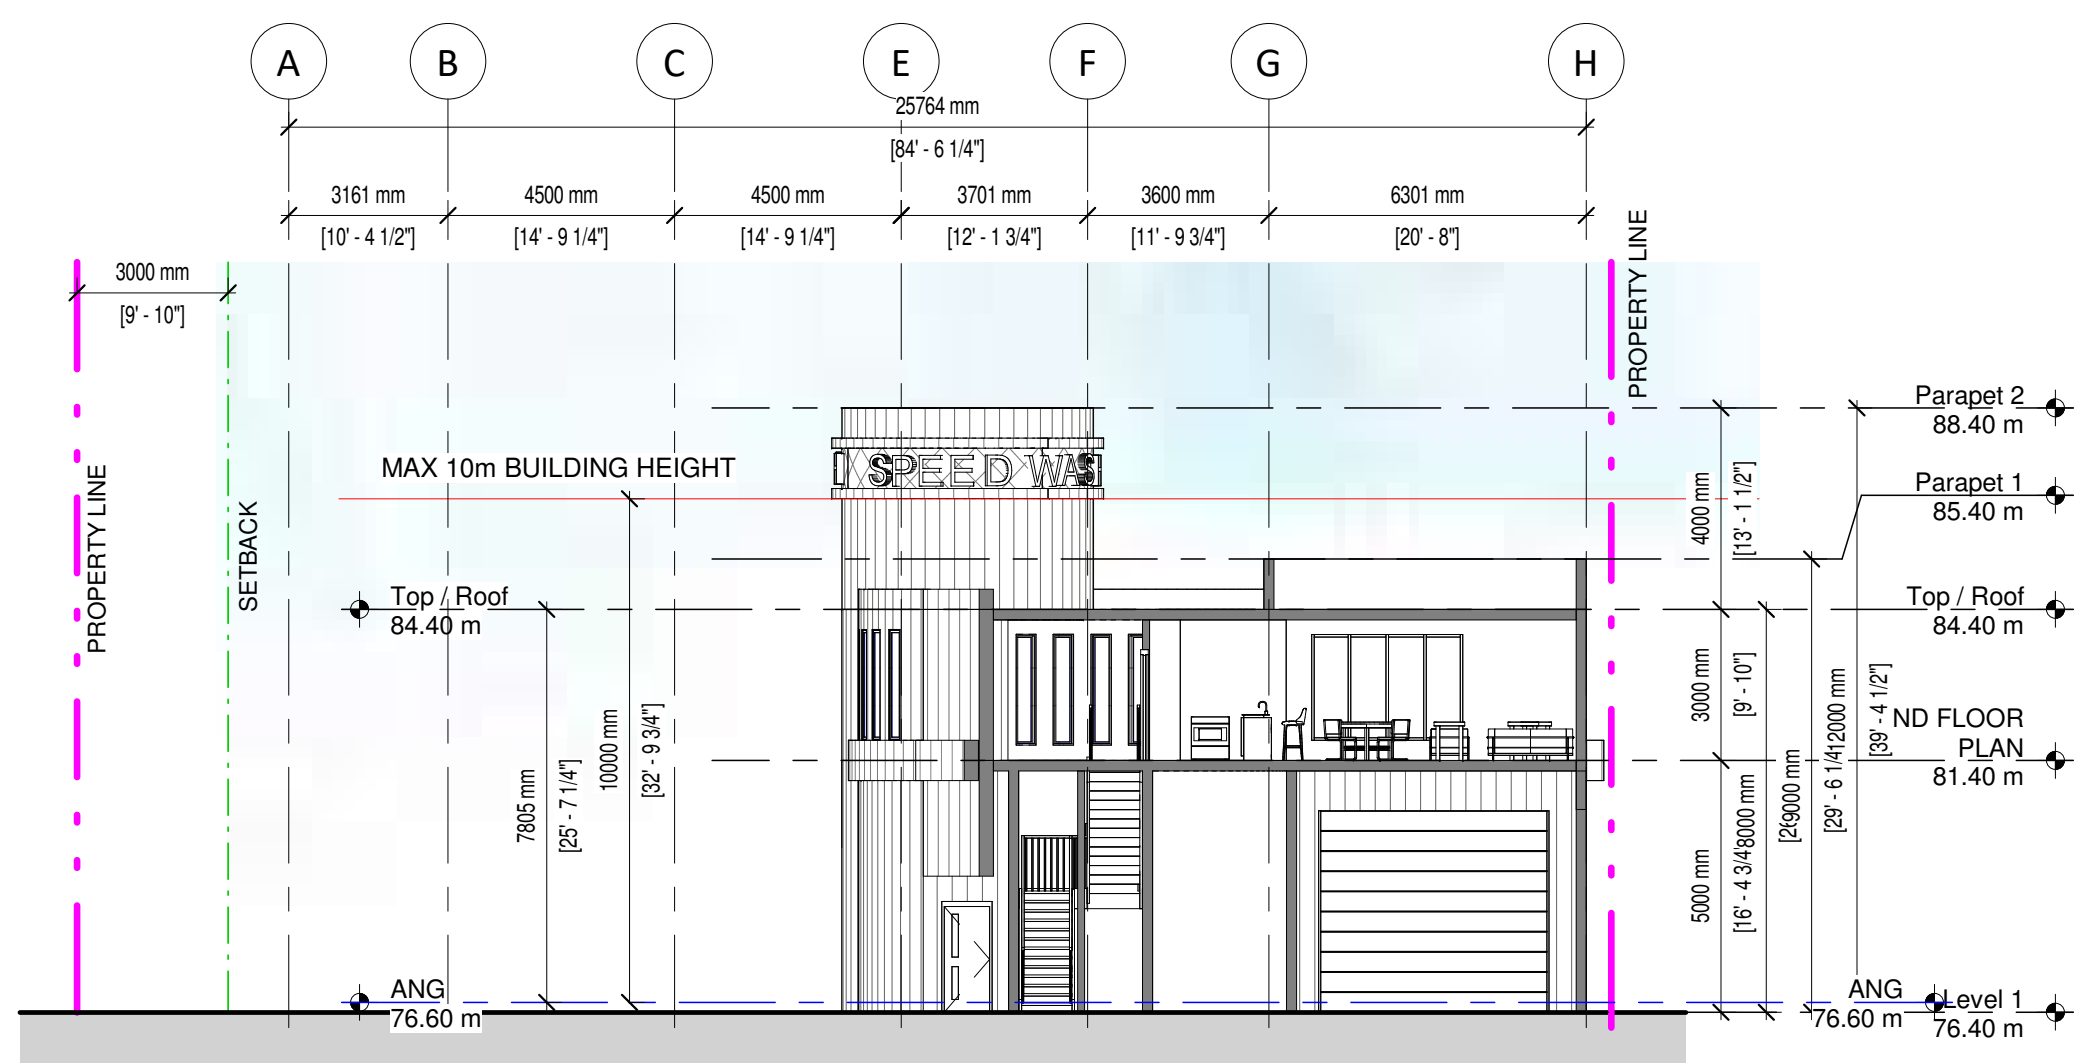 A B C E F G H
25764 mm
[84' - 6 1/4"]
3161 mm 4500 mm 4500 mm 3701 mm 3600 mm 6301 mm
[10' - 4 1/2"] [14' - 9 1/4"] [14' - 9 1/4"] [12' - 1 3/4"] [11' - 9 3/4"] [20' - 8"]
3000 mm
[9' - 10"]
PROPERTY LINE
SETBACK
PROPERTY LINE
MAX 10m BUILDING HEIGHT
SPEED WAS
Top / Roof
84.40 m
7805 mm
[25' - 7 1/4"]
10000 mm
[32' - 9 3/4"]
ANG
76.60 m
4000 mm
[13' - 1 1/2"]
3000 mm
[9' - 10"]
5000 mm
[16' - 4 3/4"
8000 mm
9000 mm
[29' - 6 1/4
12000 mm
[39' - 4 1/2"]
Parapet 2
88.40 m
Parapet 1
85.40 m
Top / Roof
84.40 m
ND FLOOR
PLAN
81.40 m
ANG
76.60 m
Level 1
76.40 m